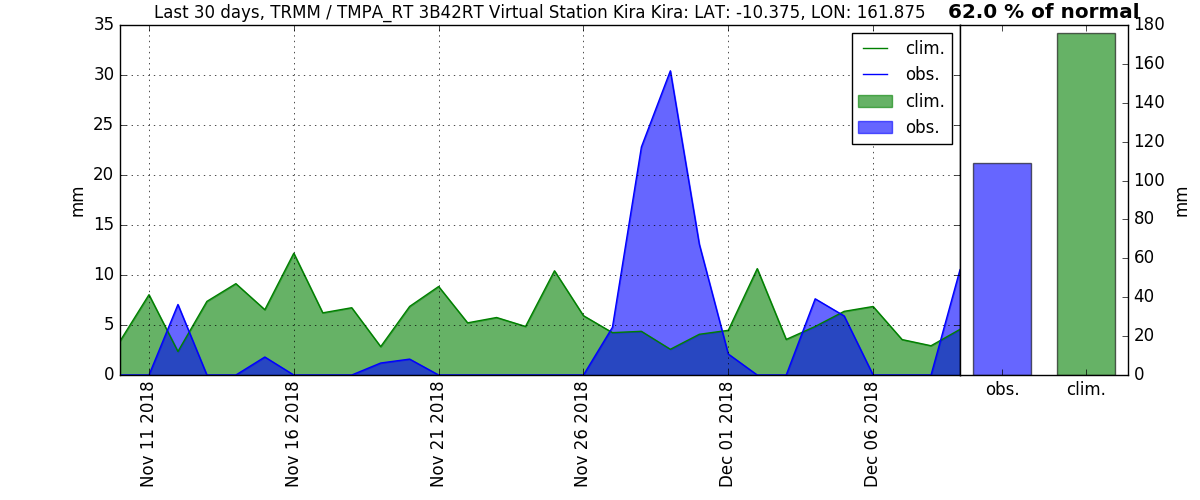 Last 30 days, TRMM / TMPA_RT 3B42RT Virtual Station Kira Kira: LAT: -10.375, LON: 161.875
62.0 % of normal
35
30
25
20
15
10
5
0
mm
clim.
obs.
clim.
obs.
Nov 11 2018
Nov 16 2018
Nov 21 2018
Nov 26 2018
Dec 01 2018
Dec 06 2018
180
160
140
120
100
80
60
40
20
0
mm
obs.
clim.